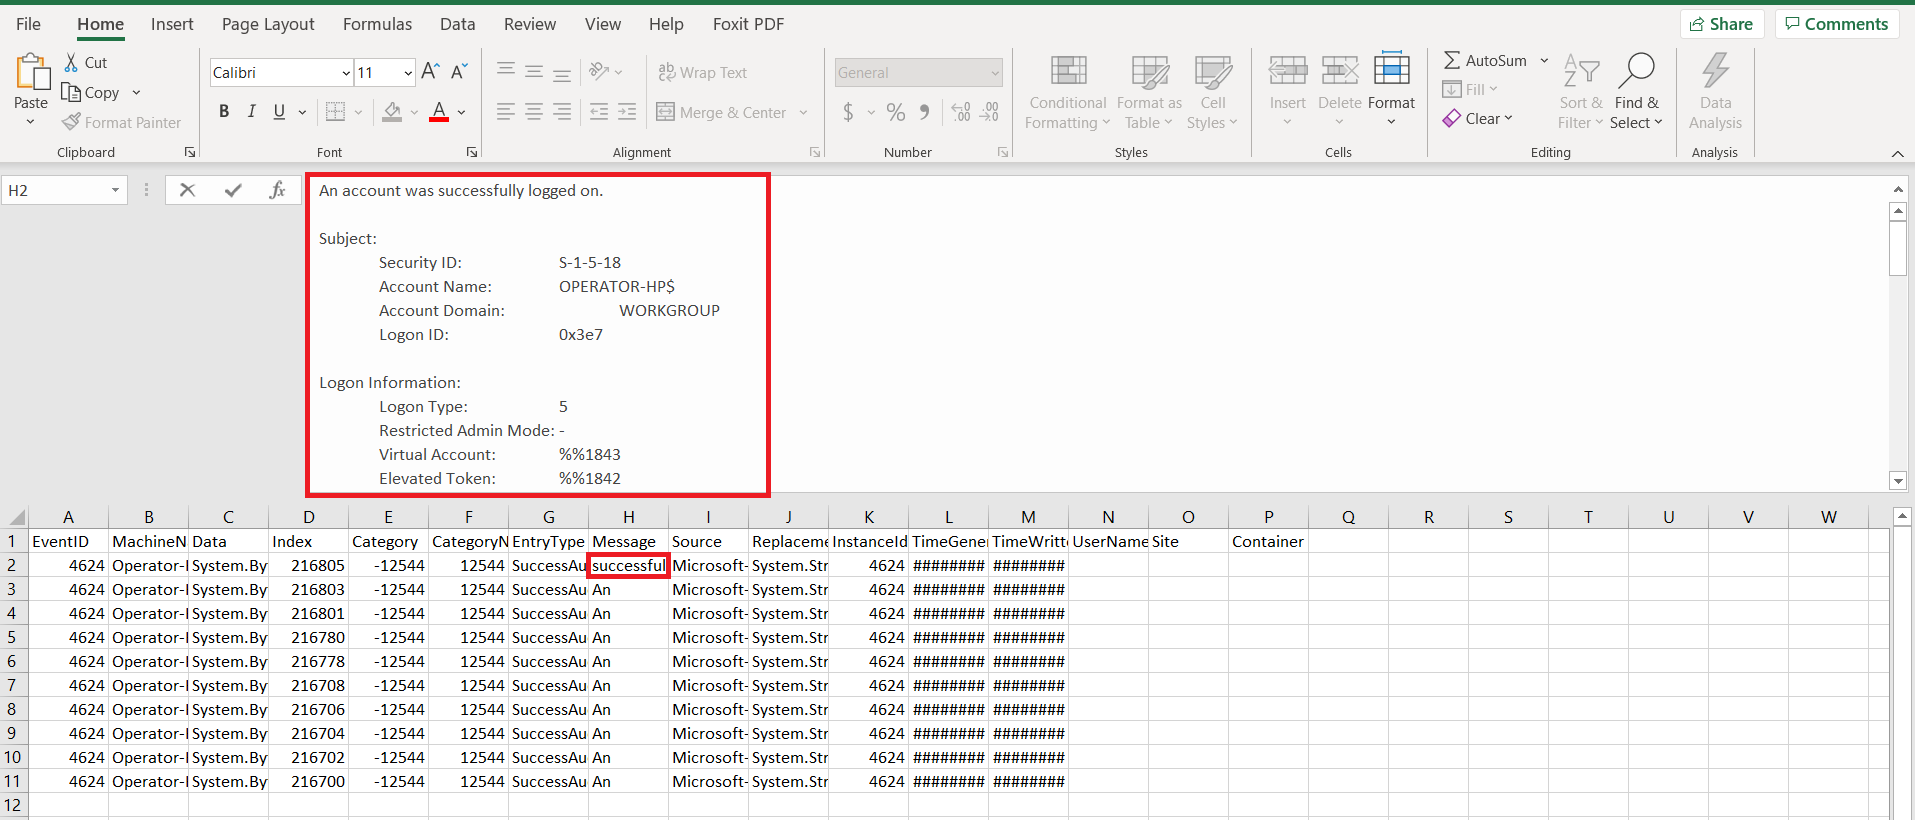 File Home Insert Page Layout Formulas Data Review View Help Foxit PDF Share Comments
Paste
Cut
Copy
Format Painter
Clipboard
Calibri 11 A A
B I U A
Font
ab Wrap Text
Merge & Center
Alignment
General
$ % 9 .00 .00
Number
Conditional Formatting
Format as Table
Cell Styles
Styles
Insert Delete Format
Cells
AutoSum
Fill
Clear
Sort & Filter
Find & Select
Editing
Data Analysis
Analysis
H2 fx An account was successfully logged on.
Subject:
Security ID: S-1-5-18
Account Name: OPERATOR-HP$
Account Domain: WORKGROUP
Logon ID: 0x3e7
Logon Information:
Logon Type: 5
Restricted Admin Mode: -
Virtual Account: %%1843
Elevated Token: %%1842
A B C D E F G H I J K L M N O P Q R S T U V W
1 EventID MachineN Data Index Category CategoryN EntryType Message Source Replaceme InstanceId TimeGener TimeWritte UserName Site Container
2 4624 Operator-H System.By 216805 -12544 12544 SuccessAu successful Microsoft- System.Str 4624 ######## ########
3 4624 Operator-H System.By 216803 -12544 12544 SuccessAu An Microsoft- System.Str 4624 ######## ########
4 4624 Operator-H System.By 216801 -12544 12544 SuccessAu An Microsoft- System.Str 4624 ######## ########
5 4624 Operator-H System.By 216780 -12544 12544 SuccessAu An Microsoft- System.Str 4624 ######## ########
6 4624 Operator-H System.By 216778 -12544 12544 SuccessAu An Microsoft- System.Str 4624 ######## ########
7 4624 Operator-H System.By 216708 -12544 12544 SuccessAu An Microsoft- System.Str 4624 ######## ########
8 4624 Operator-H System.By 216706 -12544 12544 SuccessAu An Microsoft- System.Str 4624 ######## ########
9 4624 Operator-H System.By 216704 -12544 12544 SuccessAu An Microsoft- System.Str 4624 ######## ########
10 4624 Operator-H System.By 216702 -12544 12544 SuccessAu An Microsoft- System.Str 4624 ######## ########
11 4624 Operator-H System.By 216700 -12544 12544 SuccessAu An Microsoft- System.Str 4624 ######## ########
12